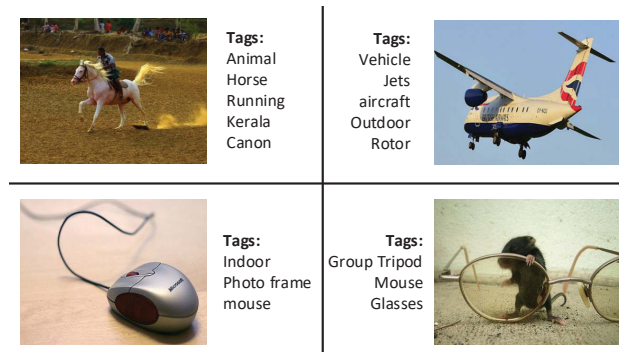 Tags:
Animal
Horse
Running
Kerala
Canon
Tags:
Vehicle
Jets
aircraft
Outdoor
Rotor
Tags:
Indoor
Photo frame
mouse
Microsoft
Tags:
Group Tripod
Mouse
Glasses